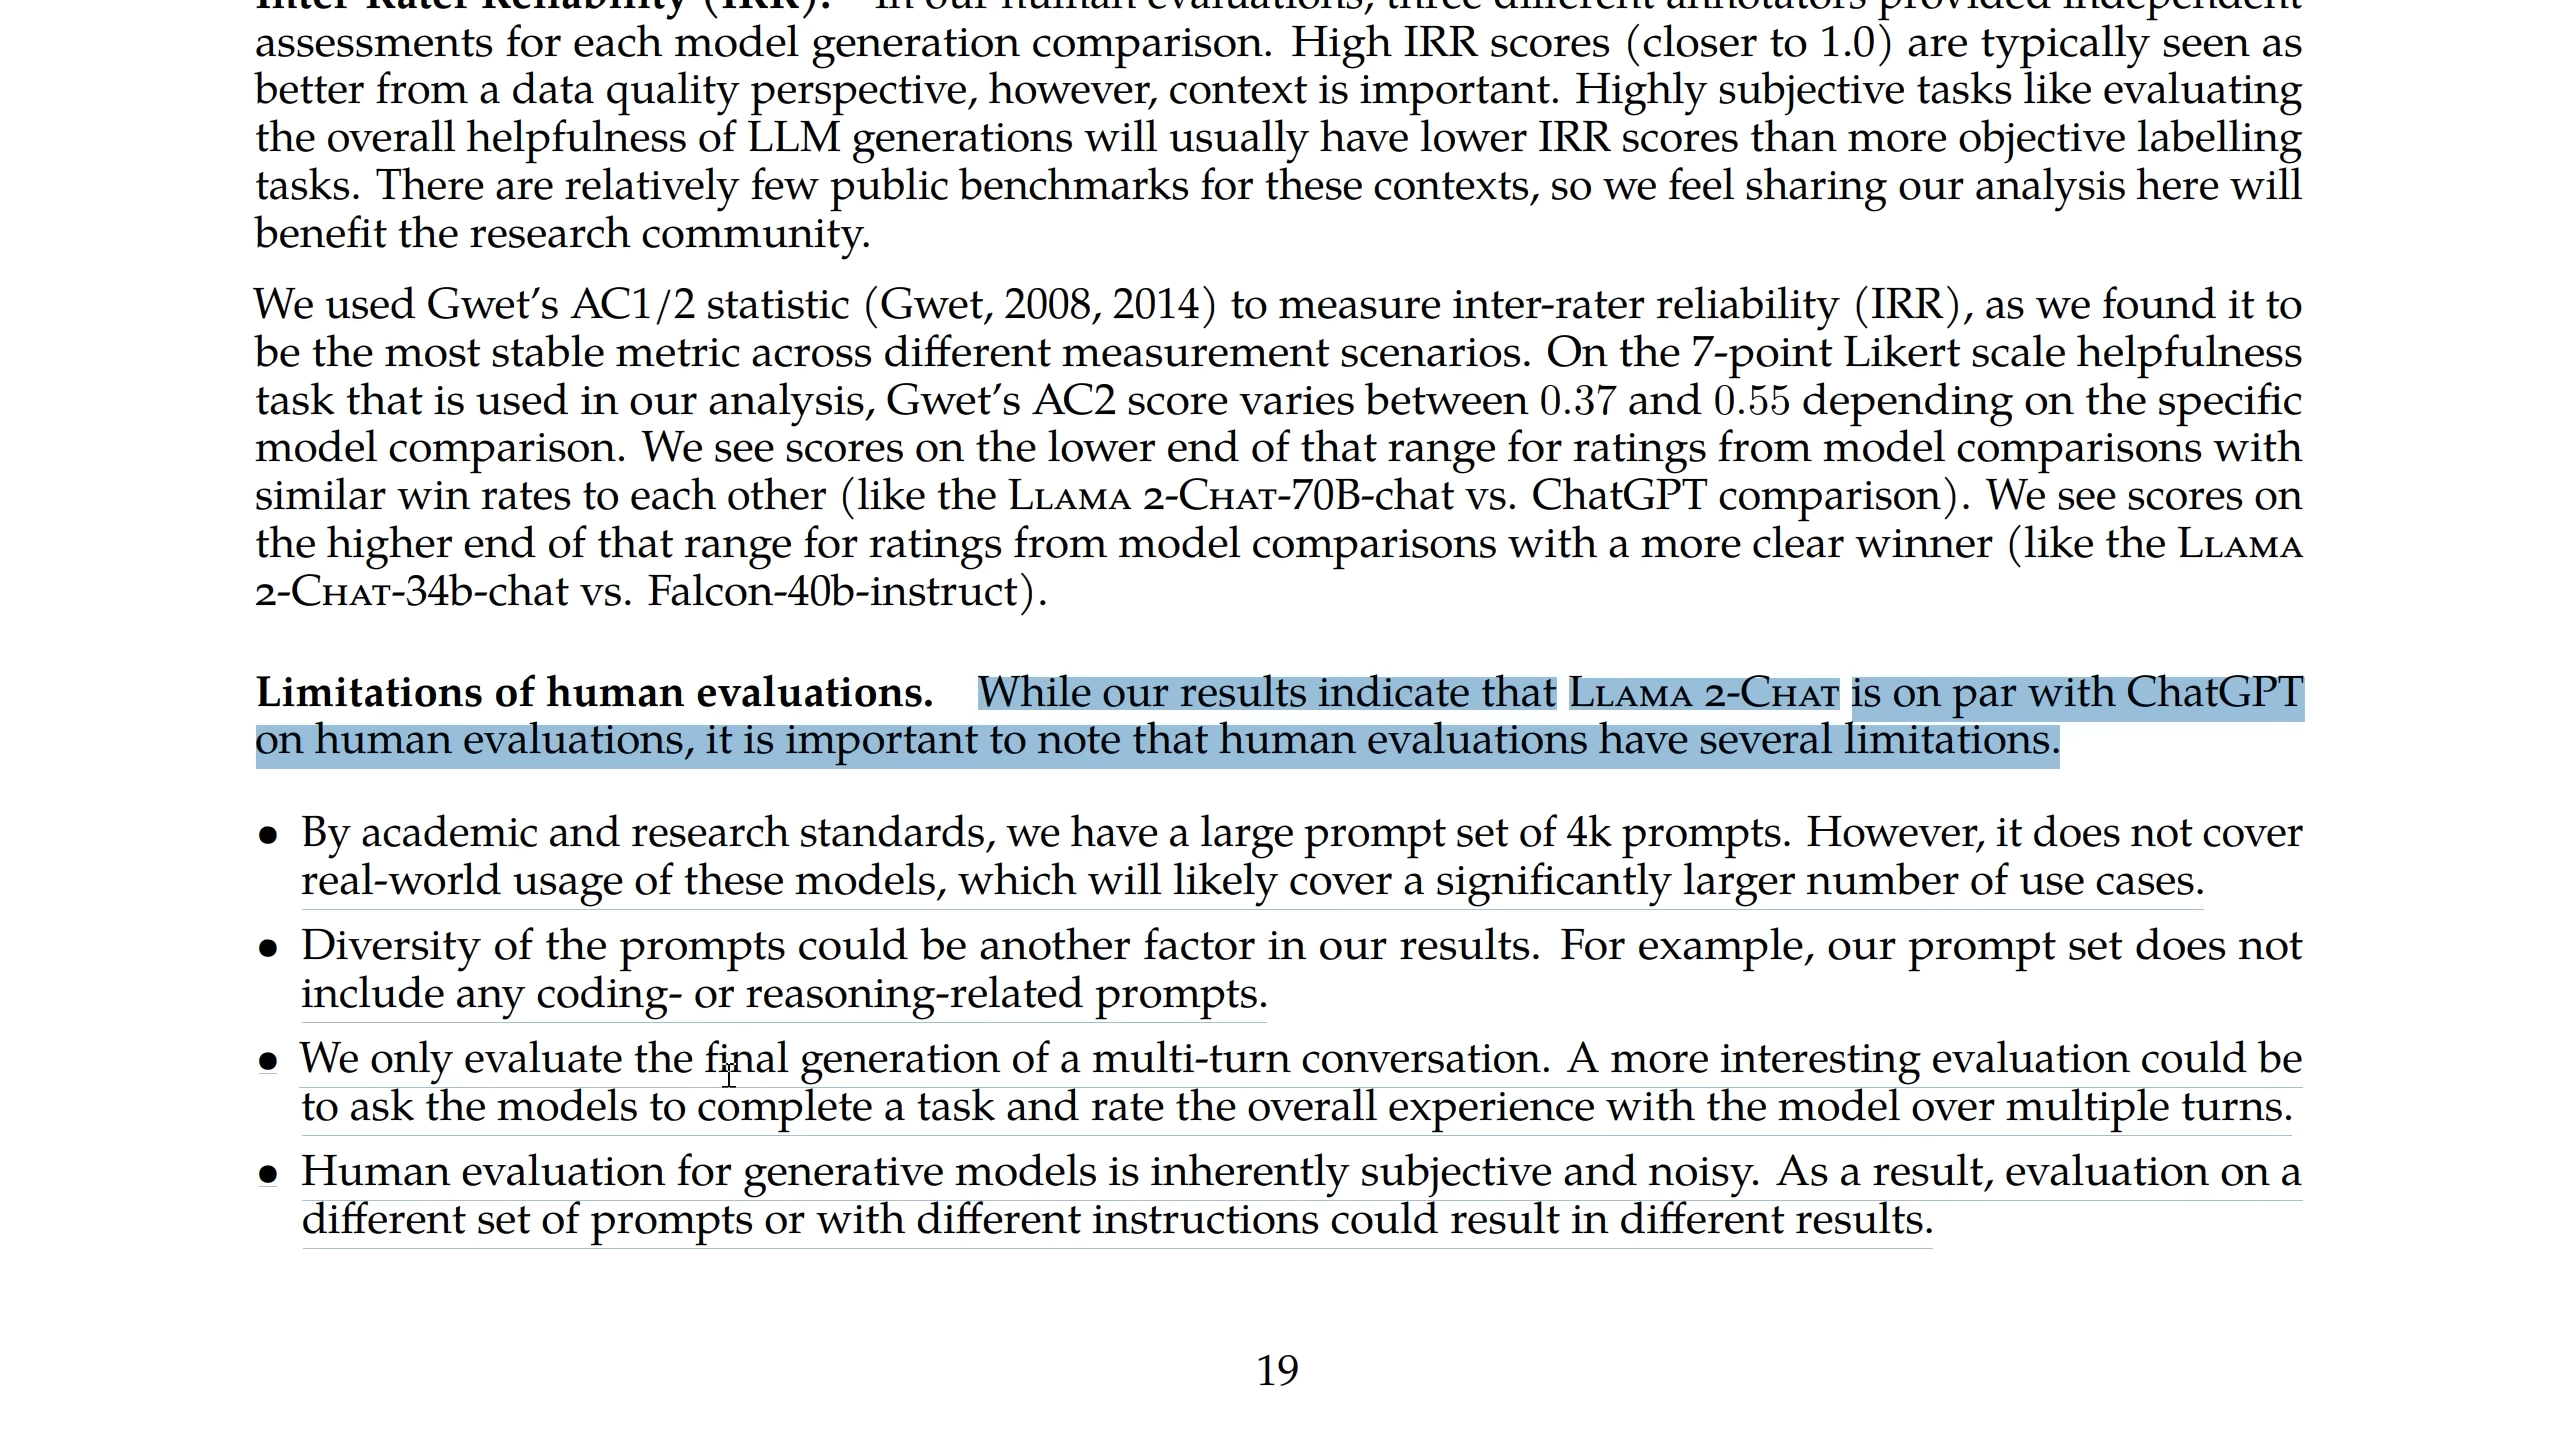 Inter-Rater Reliability (IRR). In our human evaluations, three different annotators provided independent
assessments for each model generation comparison. High IRR scores (closer to 1.0) are typically seen as
better from a data quality perspective, however, context is important. Highly subjective tasks like evaluating
the overall helpfulness of LLM generations will usually have lower IRR scores than more objective labelling
tasks. There are relatively few public benchmarks for these contexts, so we feel sharing our analysis here will
benefit the research community.
We used Gwet's AC1/2 statistic (Gwet, 2008, 2014) to measure inter-rater reliability (IRR), as we found it to
be the most stable metric across different measurement scenarios. On the 7-point Likert scale helpfulness
task that is used in our analysis, Gwet's AC2 score varies between 0.37 and 0.55 depending on the specific
model comparison. We see scores on the lower end of that range for ratings from model comparisons with
similar win rates to each other (like the Llama 2-Chat-70B-chat vs. ChatGPT comparison). We see scores on
the higher end of that range for ratings from model comparisons with a more clear winner (like the Llama
2-Chat-34b-chat vs. Falcon-40b-instruct).
Limitations of human evaluations. While our results indicate that Llama 2-Chat is on par with ChatGPT
on human evaluations, it is important to note that human evaluations have several limitations.
• By academic and research standards, we have a large prompt set of 4k prompts. However, it does not cover
real-world usage of these models, which will likely cover a significantly larger number of use cases.
• Diversity of the prompts could be another factor in our results. For example, our prompt set does not
include any coding- or reasoning-related prompts.
• We only evaluate the final generation of a multi-turn conversation. A more interesting evaluation could be
to ask the models to complete a task and rate the overall experience with the model over multiple turns.
• Human evaluation for generative models is inherently subjective and noisy. As a result, evaluation on a
different set of prompts or with different instructions could result in different results.
19